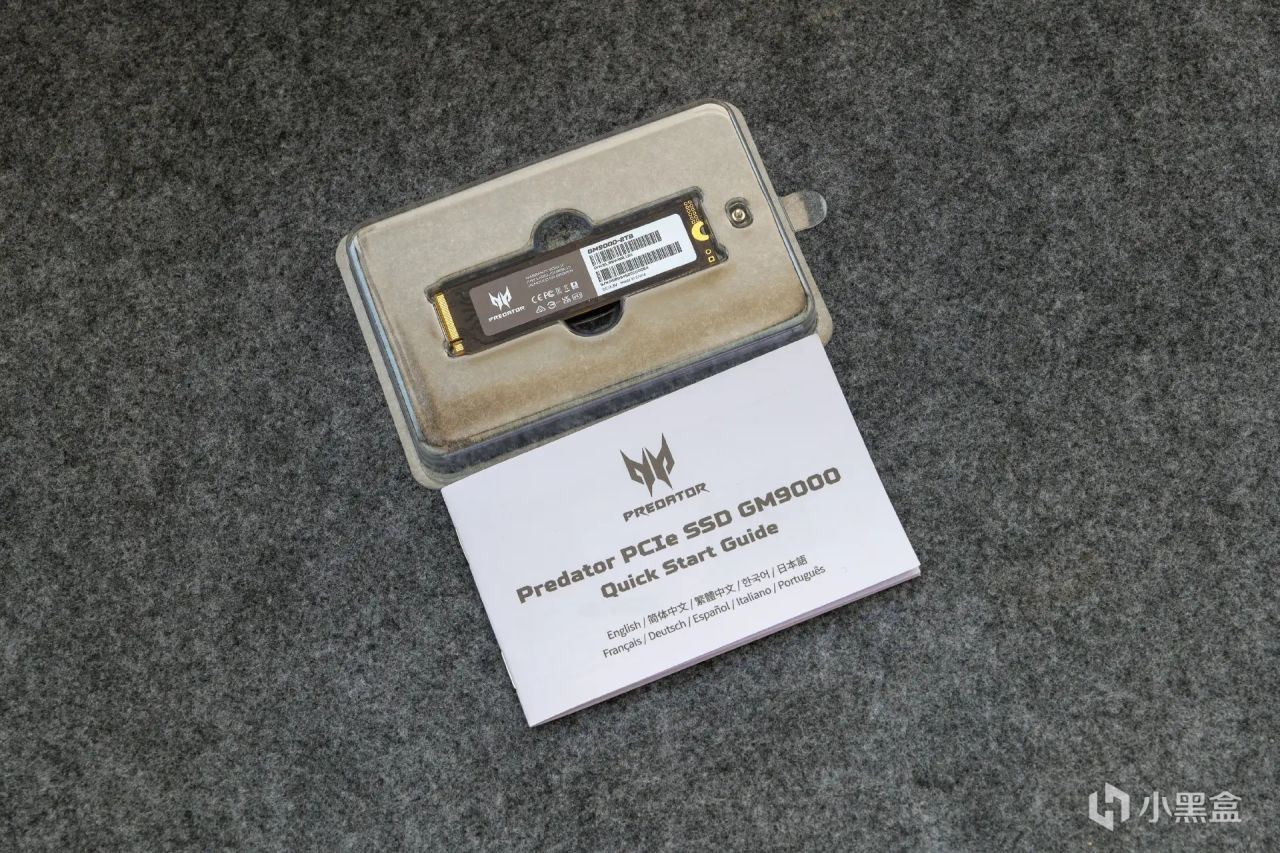 GM9000-2TB
PREDATOR
PREDATOR
Predator PCIe SSD GM9000
Quick Start Guide
English / 简体中文 / 繁體中文 / 한국어 / 日本語
Français / Deutsch / Español / Italiano / Português
小黑盒